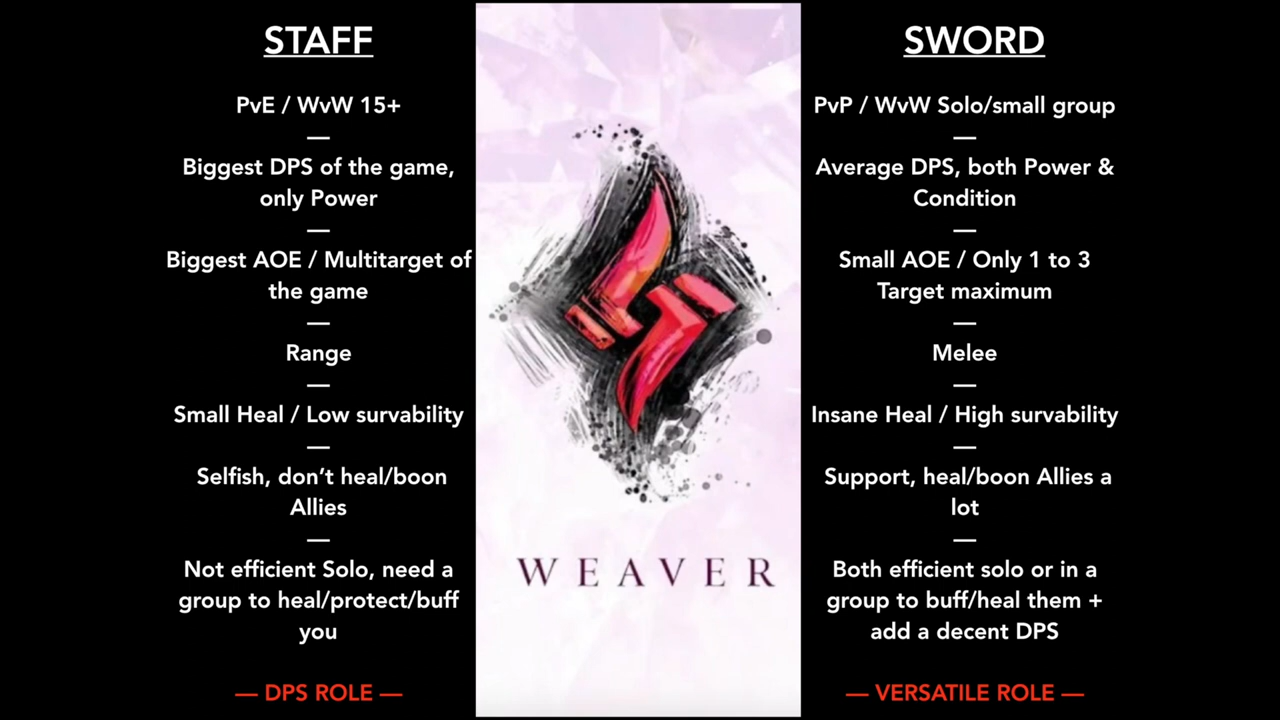 STAFF
PvE / WvW 15+
—
Biggest DPS of the game,
only Power
—
Biggest AOE / Multitarget of
the game
—
Range
—
Small Heal / Low survability
—
Selfish, don’t heal/boon
Allies
—
Not efficient Solo, need a
group to heal/protect/buff
you
— DPS ROLE —
WEAVER
SWORD
PvP / WvW Solo/small group
—
Average DPS, both Power &
Condition
—
Small AOE / Only 1 to 3
Target maximum
—
Melee
—
Insane Heal / High survability
—
Support, heal/boon Allies a
lot
—
Both efficient solo or in a
group to buff/heal them +
add a decent DPS
— VERSATILE ROLE —